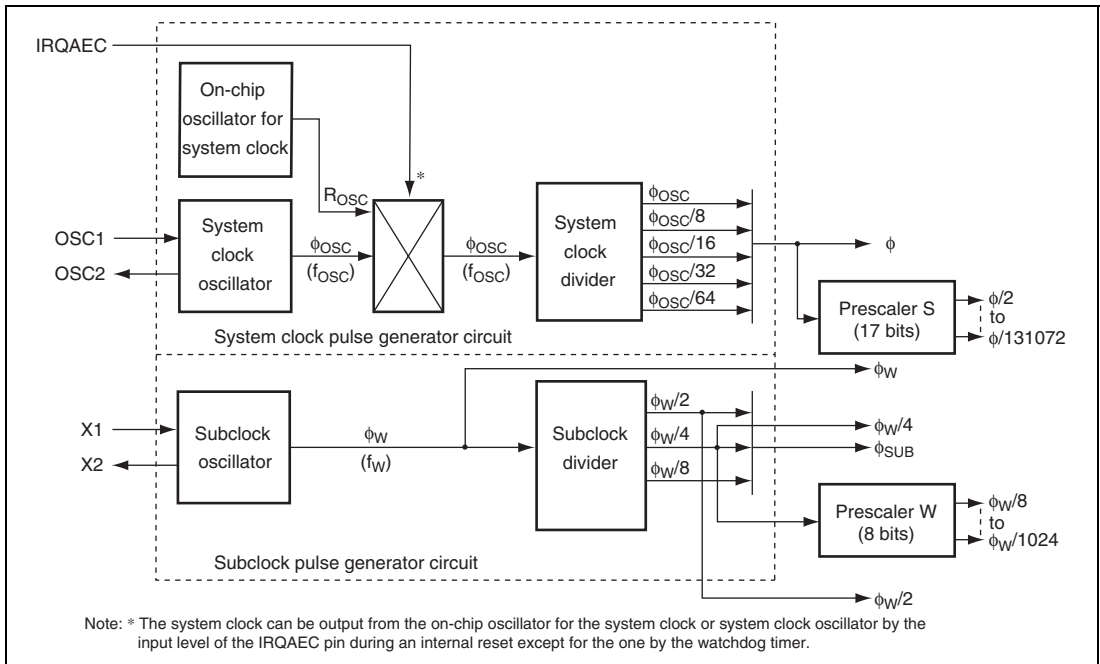 IRQAEC
On-chip
oscillator for
system clock
*
ROSC
OSC1
OSC2
System
clock
oscillator
ϕOSC
(fOSC)
ϕOSC
(fOSC)
System
clock
divider
ϕOSC
ϕOSC/8
ϕOSC/16
ϕOSC/32
ϕOSC/64
ϕ
Prescaler S
(17 bits)
ϕ/2
to
ϕ/131072
System clock pulse generator circuit
ϕW
X1
X2
Subclock
oscillator
ϕW
(fW)
Subclock
divider
ϕW/2
ϕW/4
ϕW/8
ϕW/4
ϕSUB
Prescaler W
(8 bits)
ϕW/8
to
ϕW/1024
Subclock pulse generator circuit
ϕW/2
Note: * The system clock can be output from the on-chip oscillator for the system clock or system clock oscillator by the
input level of the IRQAEC pin during an internal reset except for the one by the watchdog timer.